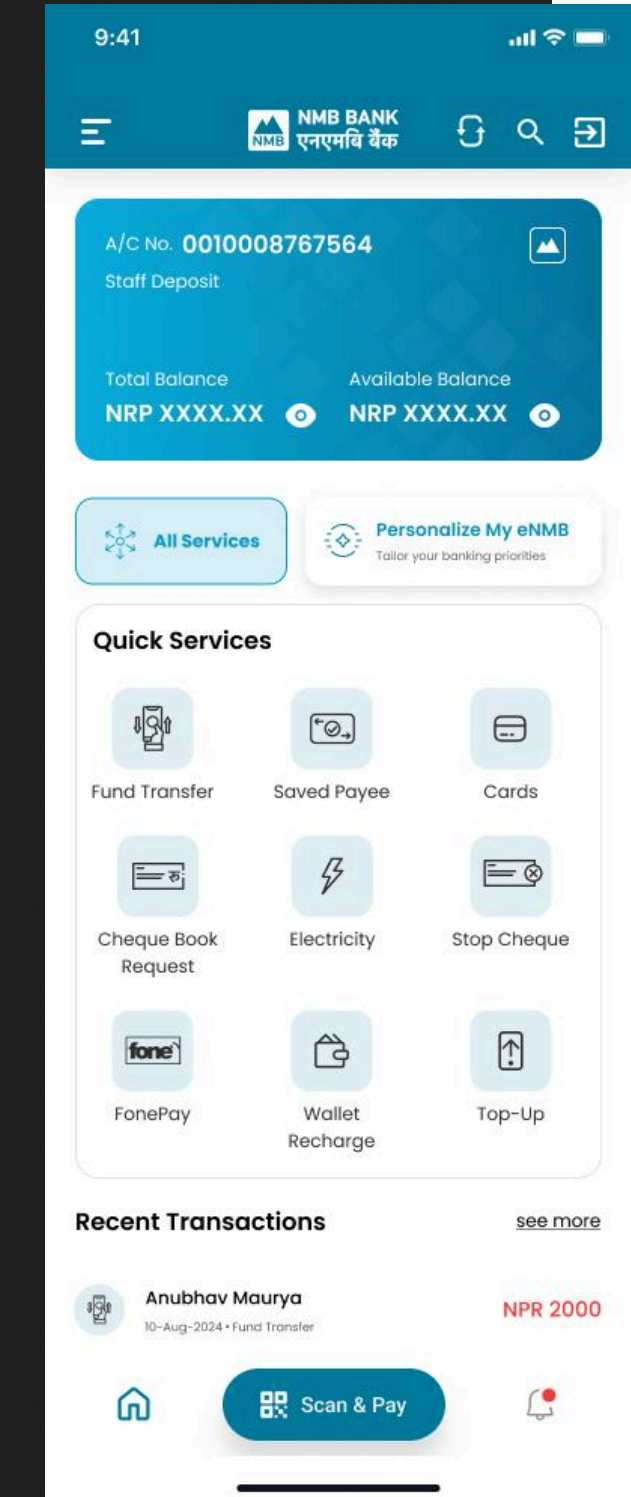 9:41
NMB BANK
NMB एनएमबि बैंक
A/C No. 0010008767564
Staff Deposit
Total Balance Available Balance
NRP XXXX.XX NRP XXXX.XX
All Services
Personalize My eNMB
Tailor your banking priorities
Quick Services
Fund Transfer Saved Payee Cards
रु
Cheque Book Electricity Stop Cheque
Request
fone
FonePay Wallet Top-Up
Recharge
Recent Transactions see more
Anubhav Maurya NPR 2000
10-Aug-2024 • Fund Transfer
Scan & Pay